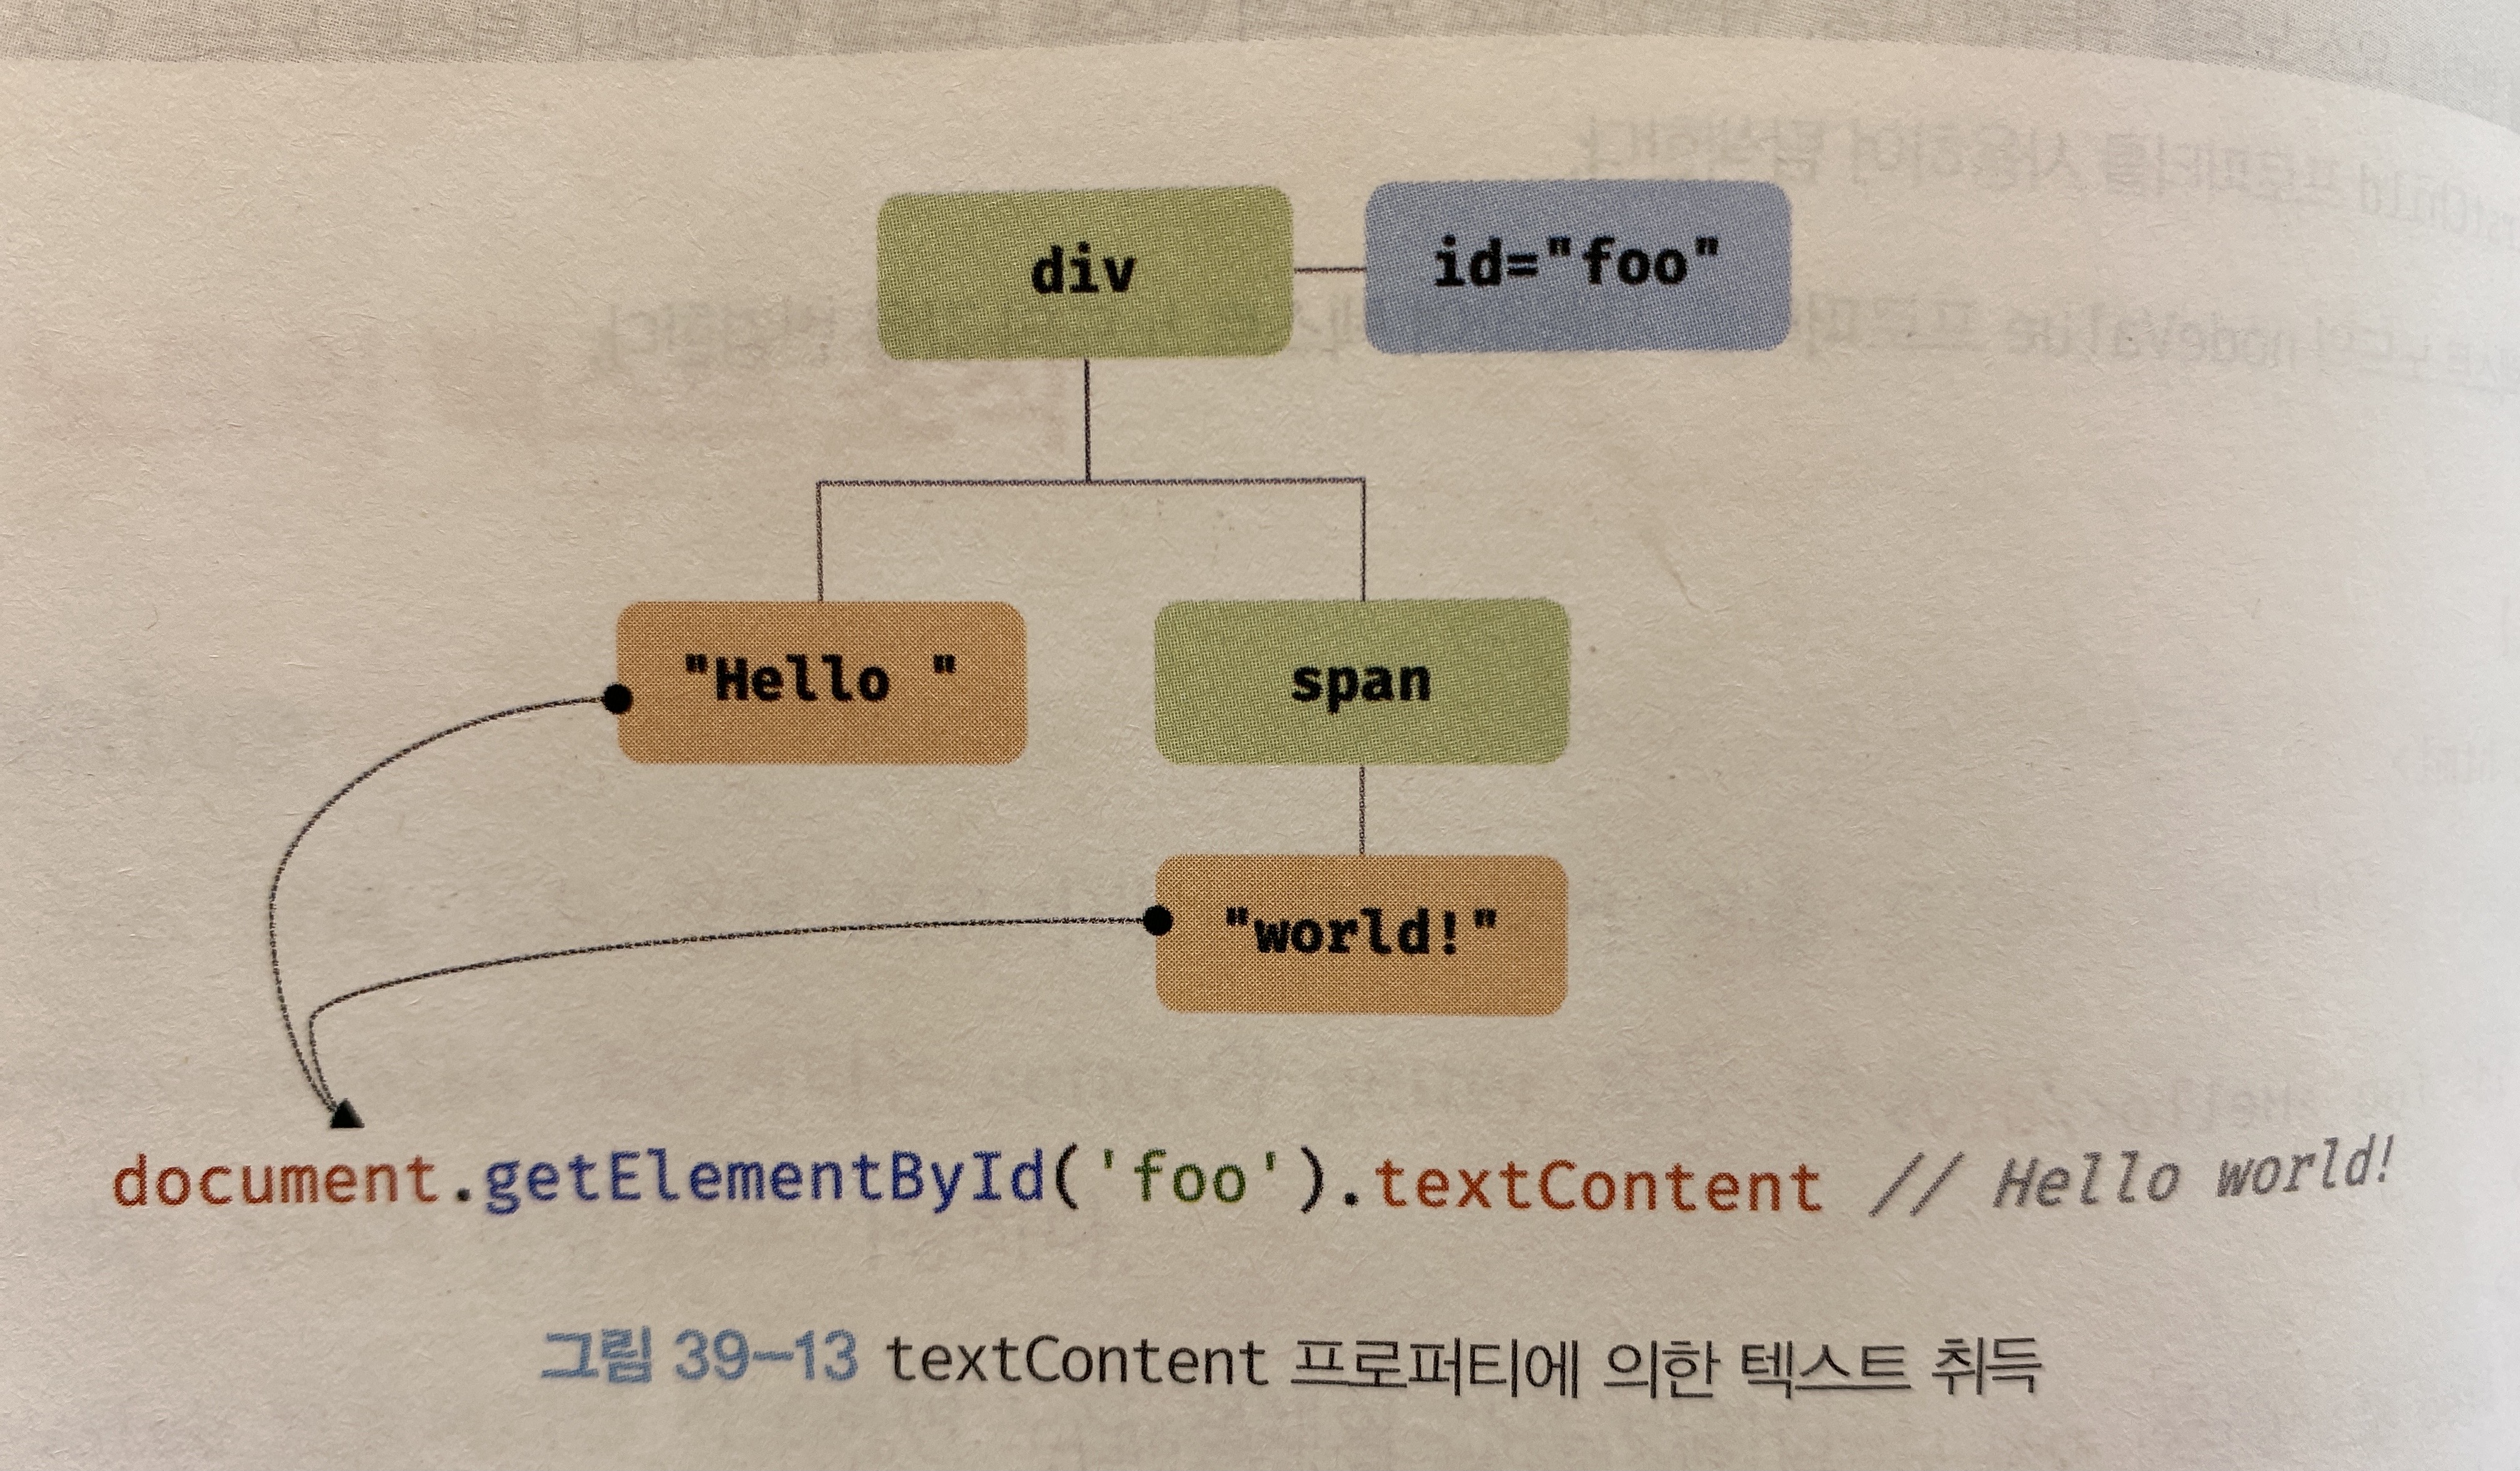 div id="foo"
"Hello " span
"world!"
document.getElementById('foo').textContent // Hello world!
그림 39-13 textContent 프로퍼티에 의한 텍스트 취득